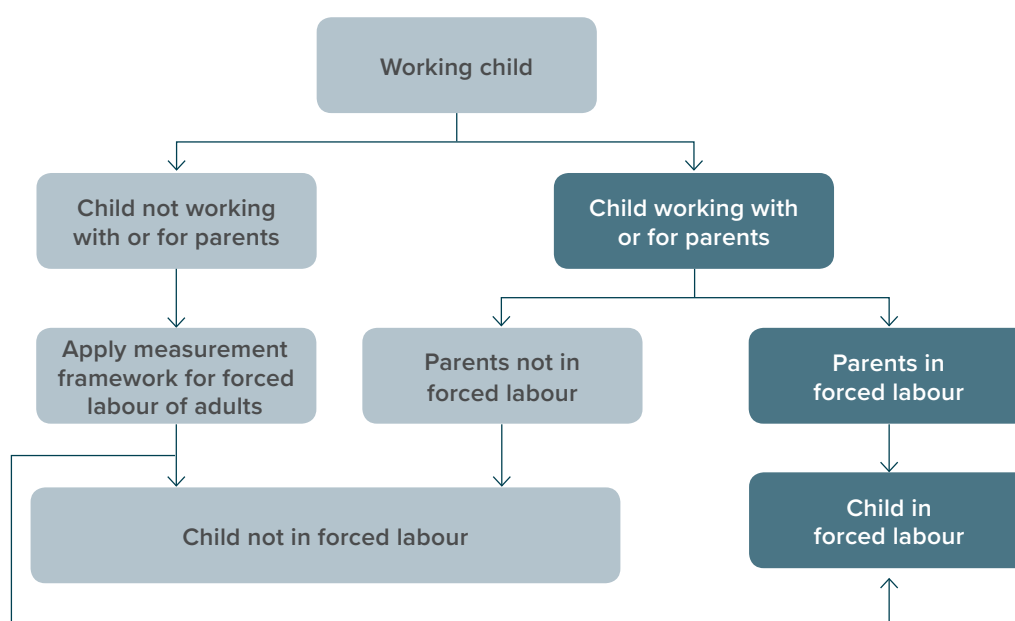 Working child
Child not working
with or for parents
Child working with
or for parents
Apply measurement
framework for forced
labour of adults
Parents not in
forced labour
Parents in
forced labour
Child not in forced labour
Child in
forced labour